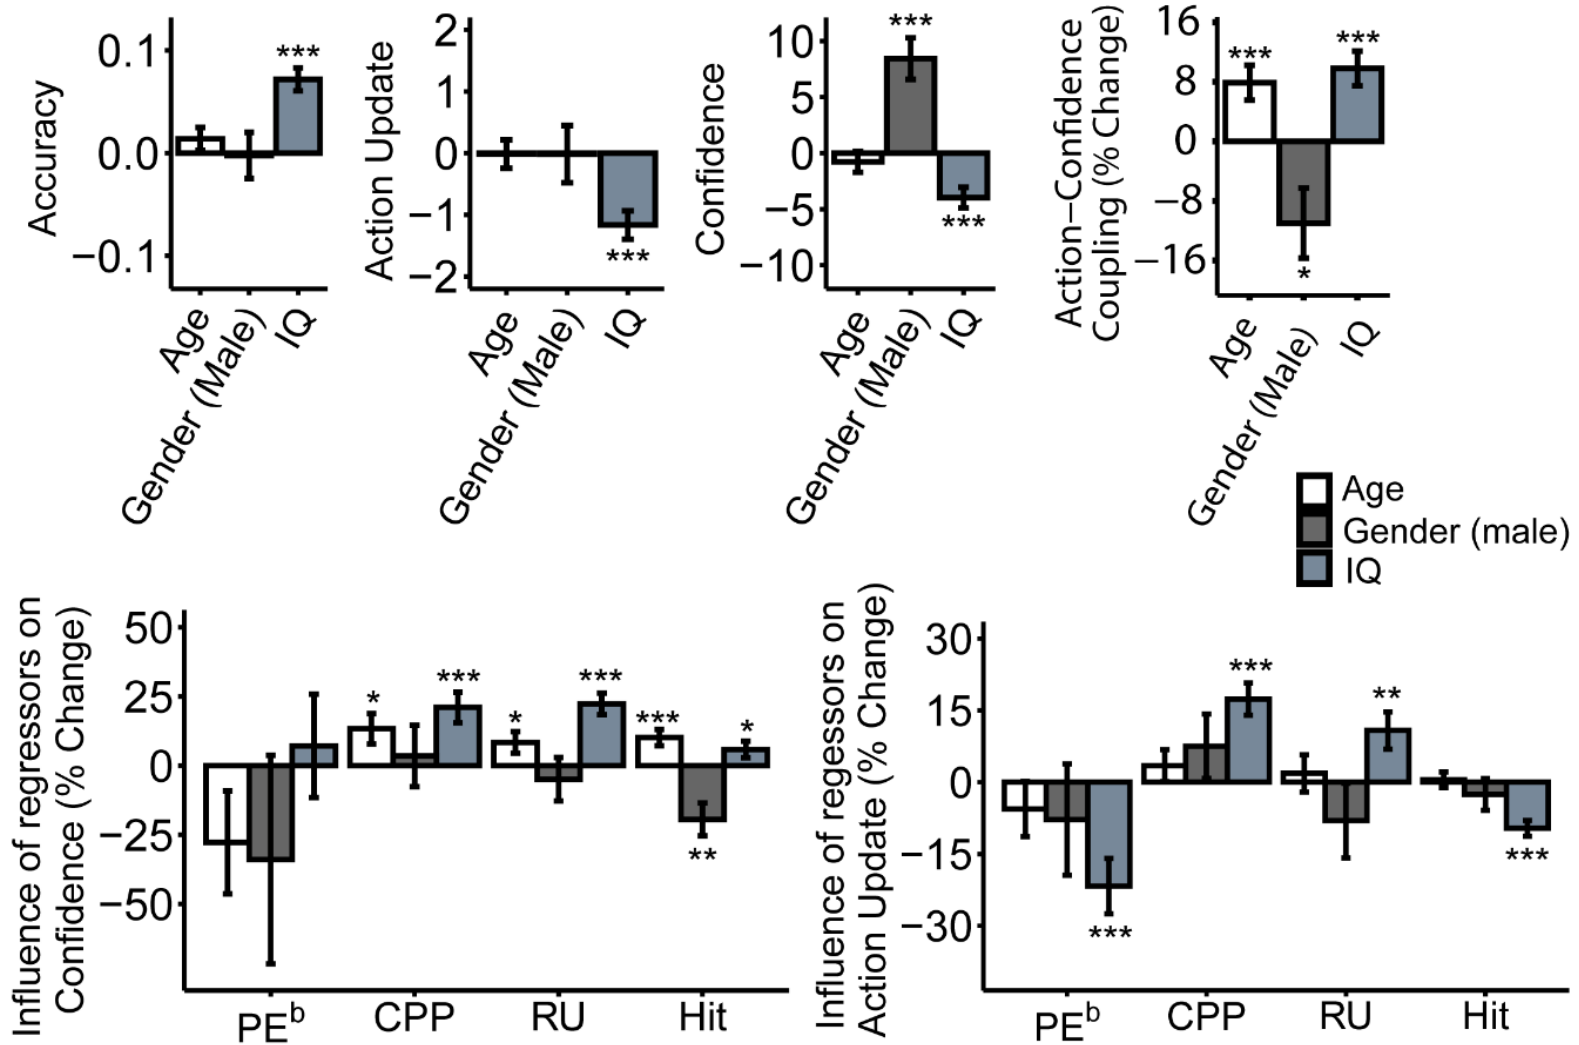 Accuracy
0.1
0.0
−0.1
***
Age
Gender (Male)
IQ
Action Update
2
1
0
−1
−2
***
Age
Gender (Male)
IQ
Confidence
10
5
0
−5
−10
***
***
Age
Gender (Male)
IQ
Action−Confidence
Coupling (% Change)
16
8
0
−8
−16
***
*
***
Age
Gender (Male)
IQ
Age
Gender (male)
IQ
Influence of regressors on
Confidence (% Change)
50
25
0
−25
−50
*
***
*
***
***
**
*
PEᵇ
CPP
RU
Hit
Influence of regessors on
Action Update (% Change)
30
15
0
−15
−30
***
***
**
***
PEᵇ
CPP
RU
Hit